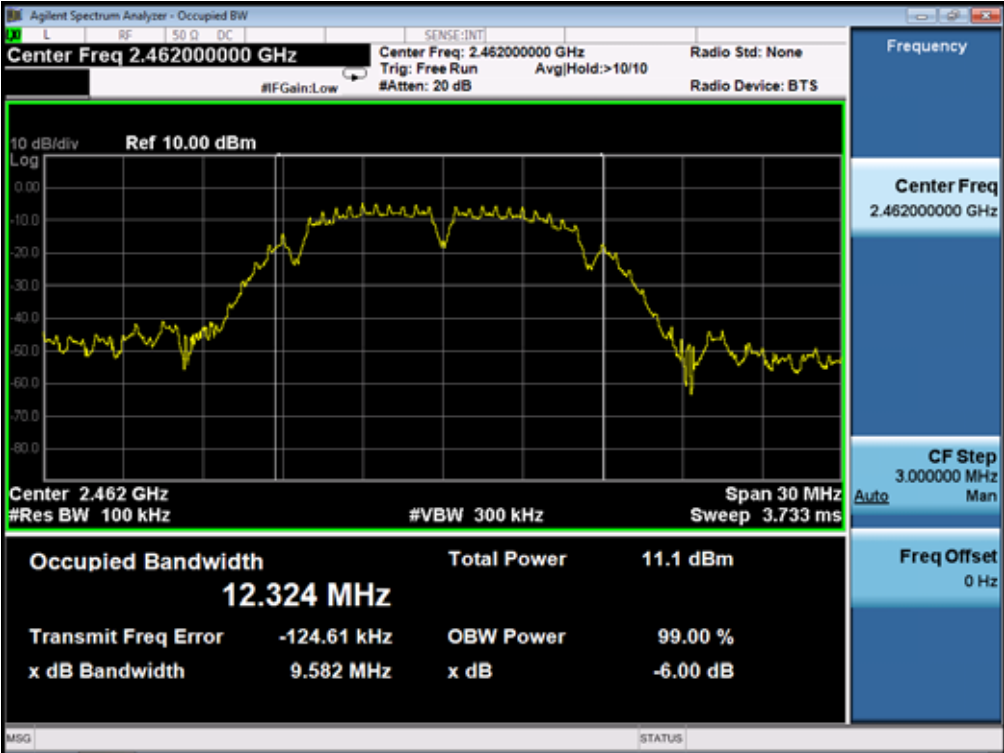 Agilent Spectrum Analyzer - Occupied BW
LXI L RF 50 Ω DC SENSE:INT
Center Freq 2.462000000 GHz
Center Freq: 2.462000000 GHz Radio Std: None
Trig: Free Run Avg|Hold:>10/10
#IFGain:Low #Atten: 20 dB Radio Device: BTS
10 dB/div Ref 10.00 dBm
Log
0.00
-10.0
-20.0
-30.0
-40.0
-50.0
-60.0
-70.0
-80.0
Center 2.462 GHz Span 30 MHz
#Res BW 100 kHz #VBW 300 kHz Sweep 3.733 ms
Occupied Bandwidth Total Power 11.1 dBm
12.324 MHz
Transmit Freq Error -124.61 kHz OBW Power 99.00 %
x dB Bandwidth 9.582 MHz x dB -6.00 dB
MSG STATUS
Frequency
Center Freq
2.462000000 GHz
CF Step
3.000000 MHz
Auto Man
Freq Offset
0 Hz